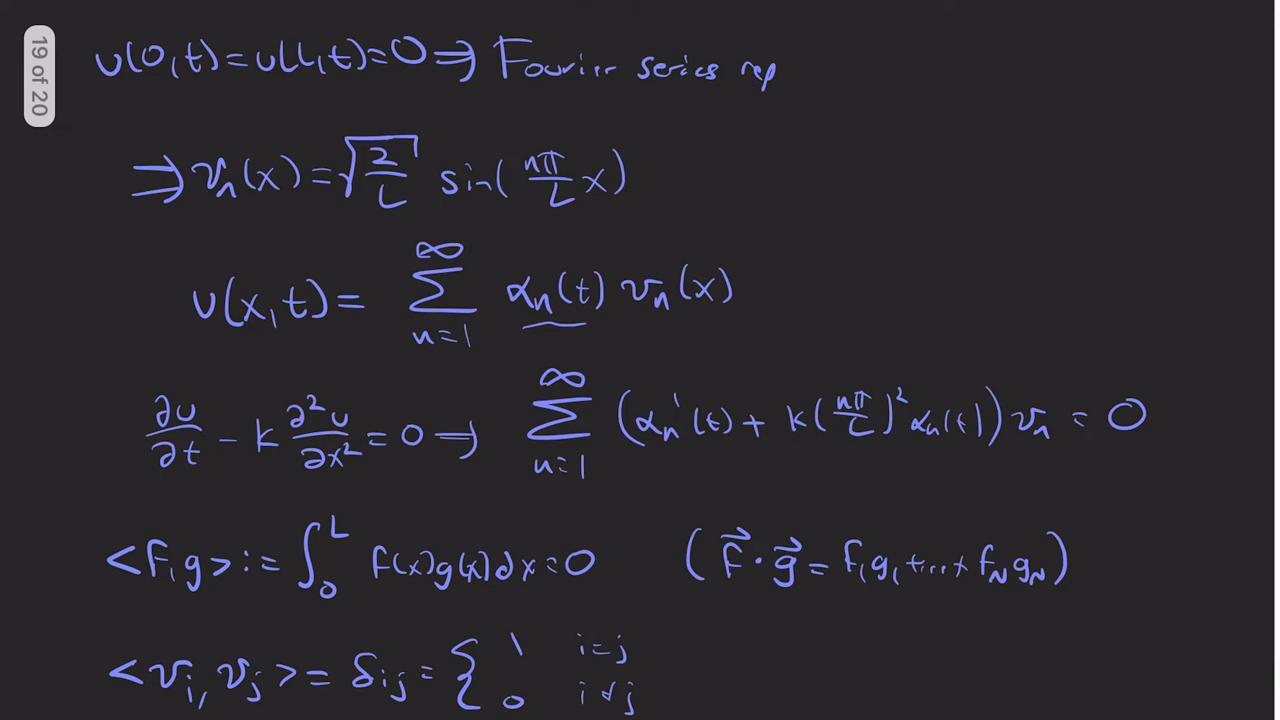 19 of 20
u(0,t)=u(L,t)=0 ⇒ Fourier series rep
⇒ v_n(x)=√(2/L) sin(nπ/L x)
u(x,t)= ∑_{n=1}^{∞} α_n(t) v_n(x)
∂u/∂t − k ∂²u/∂x² = 0 ⇒ ∑_{n=1}^{∞} (α_n'(t) + k(nπ/L)² α_n(t)) v_n = 0
<f,g> := ∫_0^L f(x)g(x)dx=0 (f⃗·g⃗ = f_1g_1+...+f_Ng_N)
<v_i, v_j> = δ_ij = { 1 i=j
0 i≠j